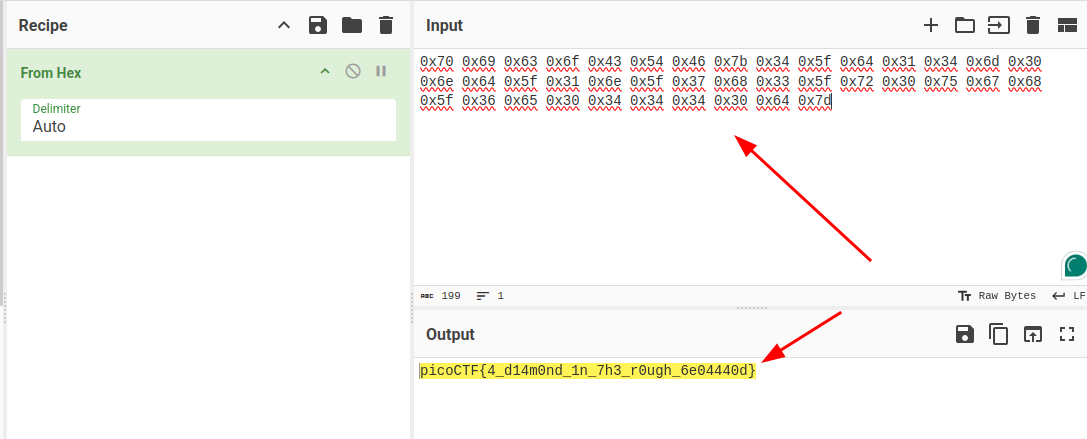 Recipe
From Hex
Delimiter
Auto
Input
0x70 0x69 0x63 0x6f 0x43 0x54 0x46 0x7b 0x34 0x5f 0x64 0x31 0x34 0x6d 0x30
0x6e 0x64 0x5f 0x31 0x6e 0x5f 0x37 0x68 0x33 0x5f 0x72 0x30 0x75 0x67 0x68
0x5f 0x36 0x65 0x30 0x34 0x34 0x34 0x30 0x64 0x7d
ABC 199 1 Tт Raw Bytes LF
Output
picoCTF{4_d14m0nd_1n_7h3_r0ugh_6e04440d}